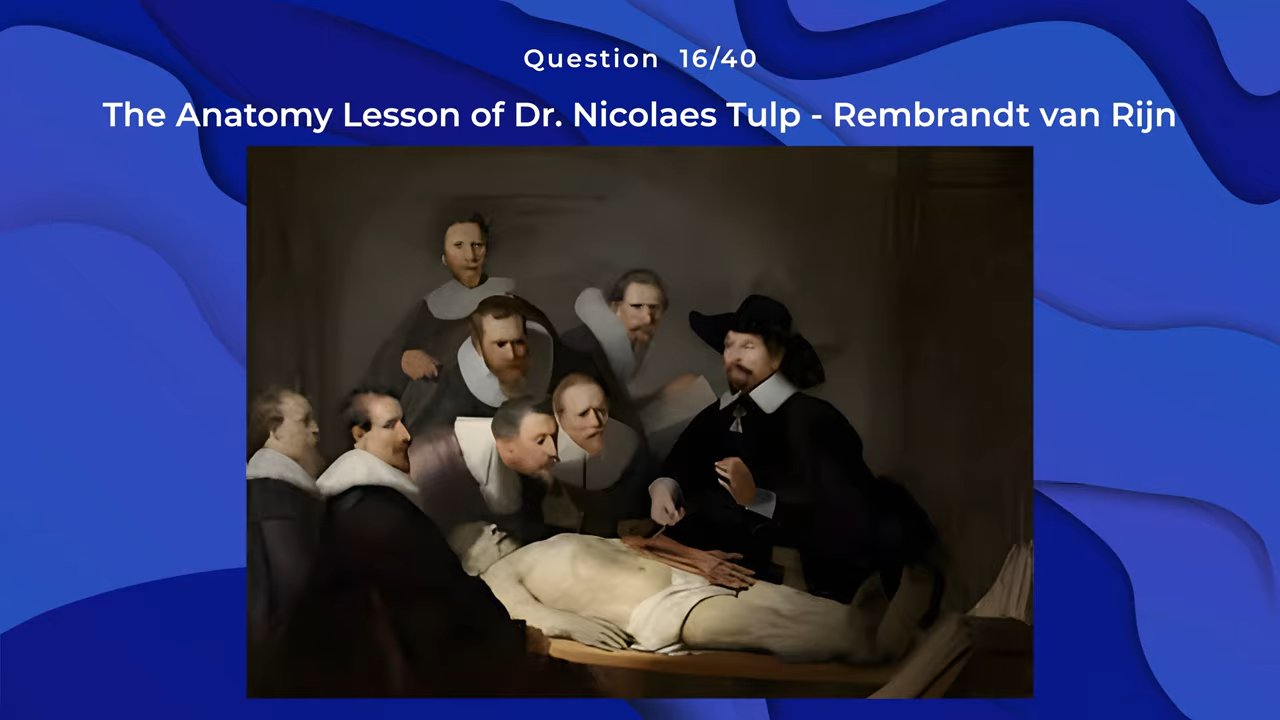 Question 16/40
The Anatomy Lesson of Dr. Nicolaes Tulp - Rembrandt van Rijn